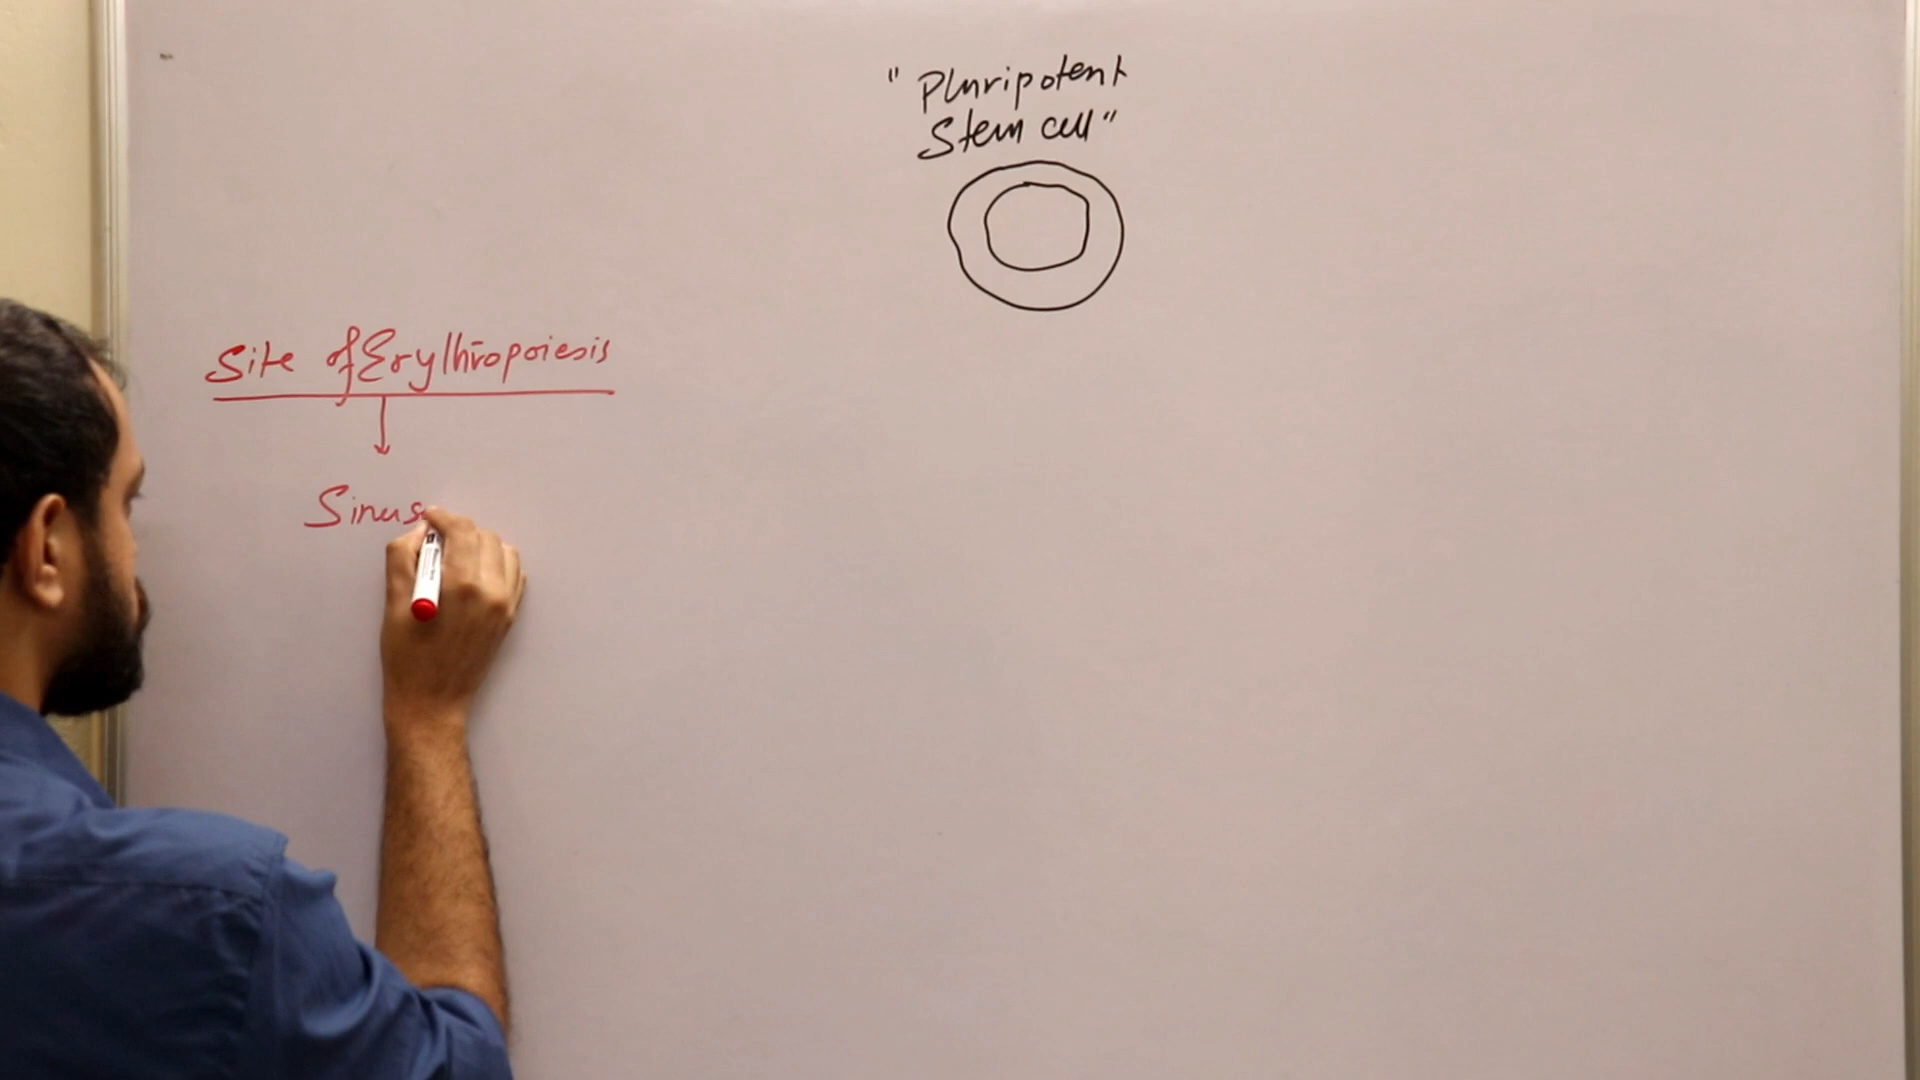 " Pluripotent
Stem cell"
Site of Erythropoiesis
Sinus